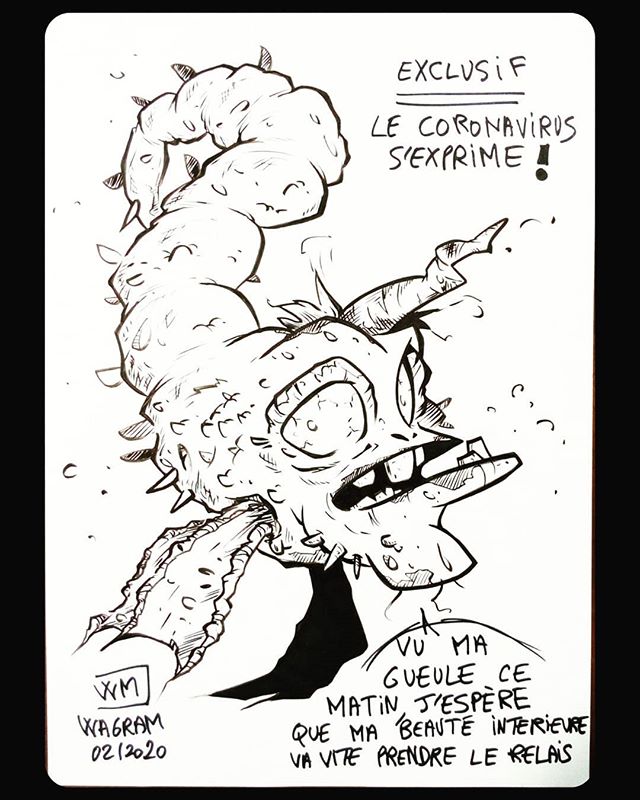 EXCLUSIF
LE CORONAVIRUS
S'EXPRIME !
VU MA
GUEULE CE
MATIN, J'ESPÈRE
QUE MA BEAUTÉ INTERIEURE
VA VITE PRENDRE LE RELAIS
WM
WAGRAM
02/2020